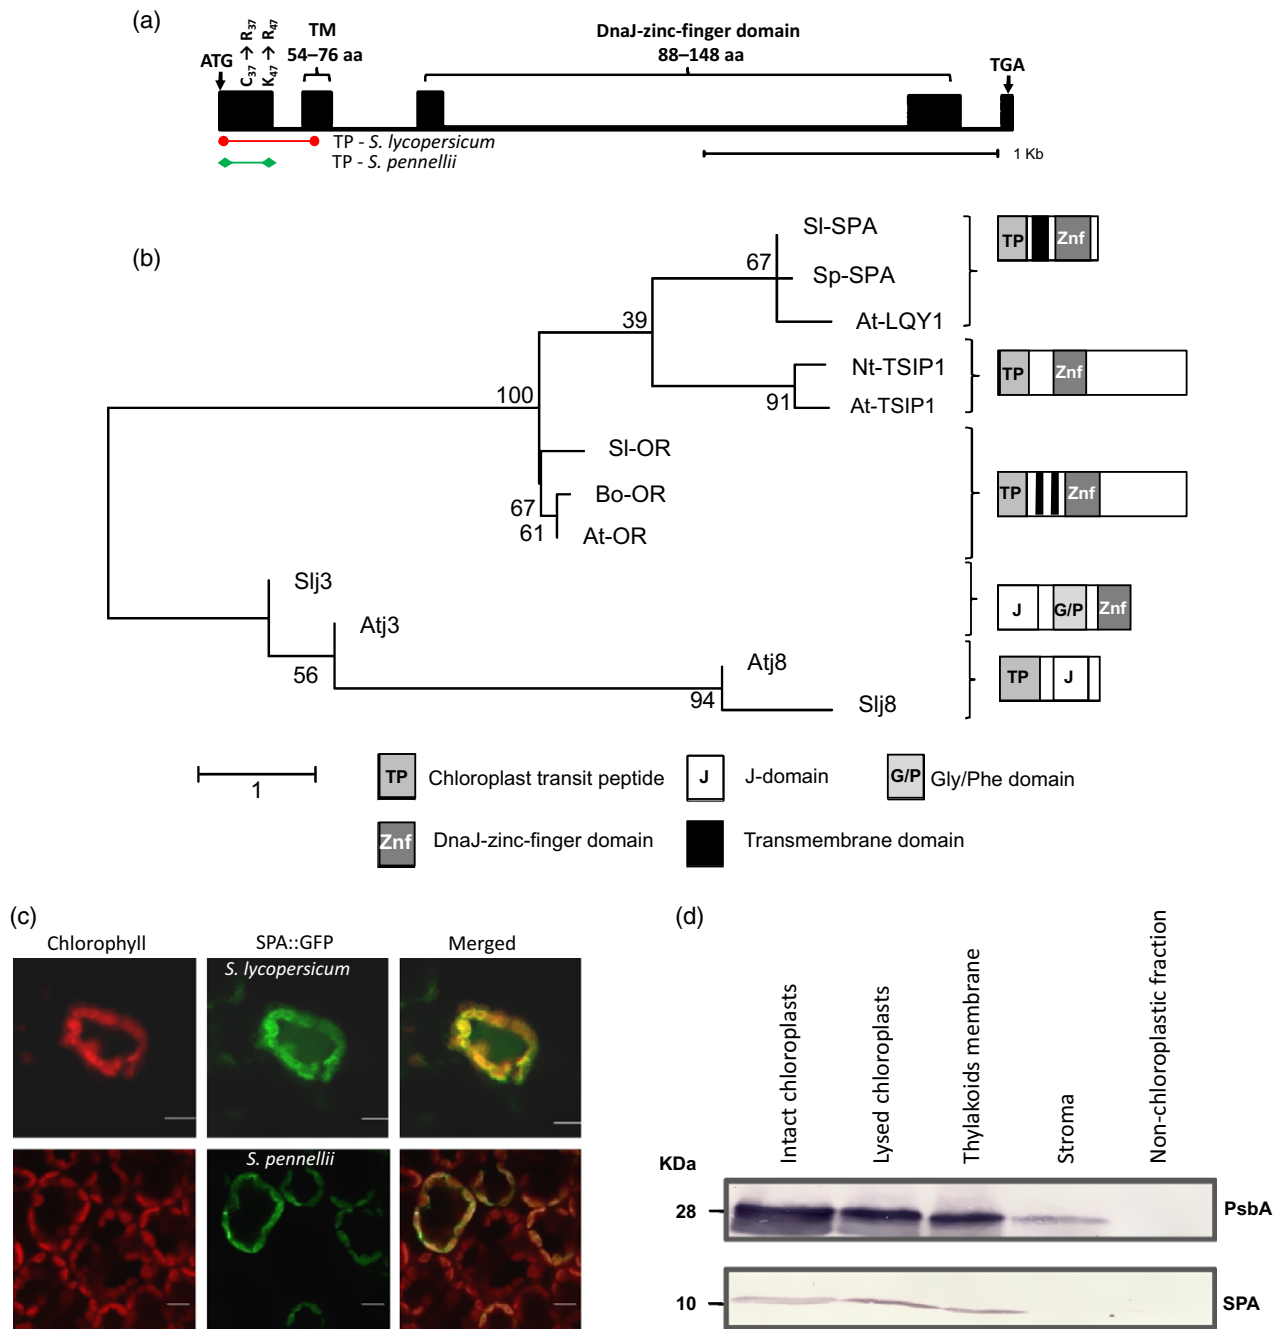 (a)
ATG
C37 → R37
K47 → R47
TM
54–76 aa
DnaJ-zinc-finger domain
88–148 aa
TGA
TP - S. lycopersicum
TP - S. pennellii
1 Kb
(b)
Sl-SPA
Sp-SPA
At-LQY1
Nt-TSIP1
At-TSIP1
Sl-OR
Bo-OR
At-OR
Slj3
Atj3
Atj8
Slj8
67
39
91
100
67
61
56
94
TP Znf
TP Znf
TP Znf
J G/P Znf
TP J
1
TP Chloroplast transit peptide
J J-domain
G/P Gly/Phe domain
Znf DnaJ-zinc-finger domain
Transmembrane domain
(c)
Chlorophyll SPA::GFP Merged
S. lycopersicum
S. pennellii
(d)
Intact chloroplasts
Lysed chloroplasts
Thylakoids membrane
Stroma
Non-chloroplastic fraction
KDa
28 PsbA
10 SPA